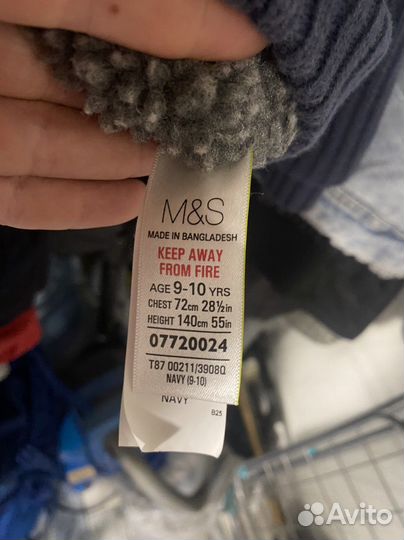 M&S
MADE IN BANGLADESH
KEEP AWAY
FROM FIRE
AGE 9-10 YRS
CHEST 72cm 28½in
HEIGHT 140cm 55in
07720024
T87 00211/3908Q
NAVY (9-10)
NAVY
B25
Avito